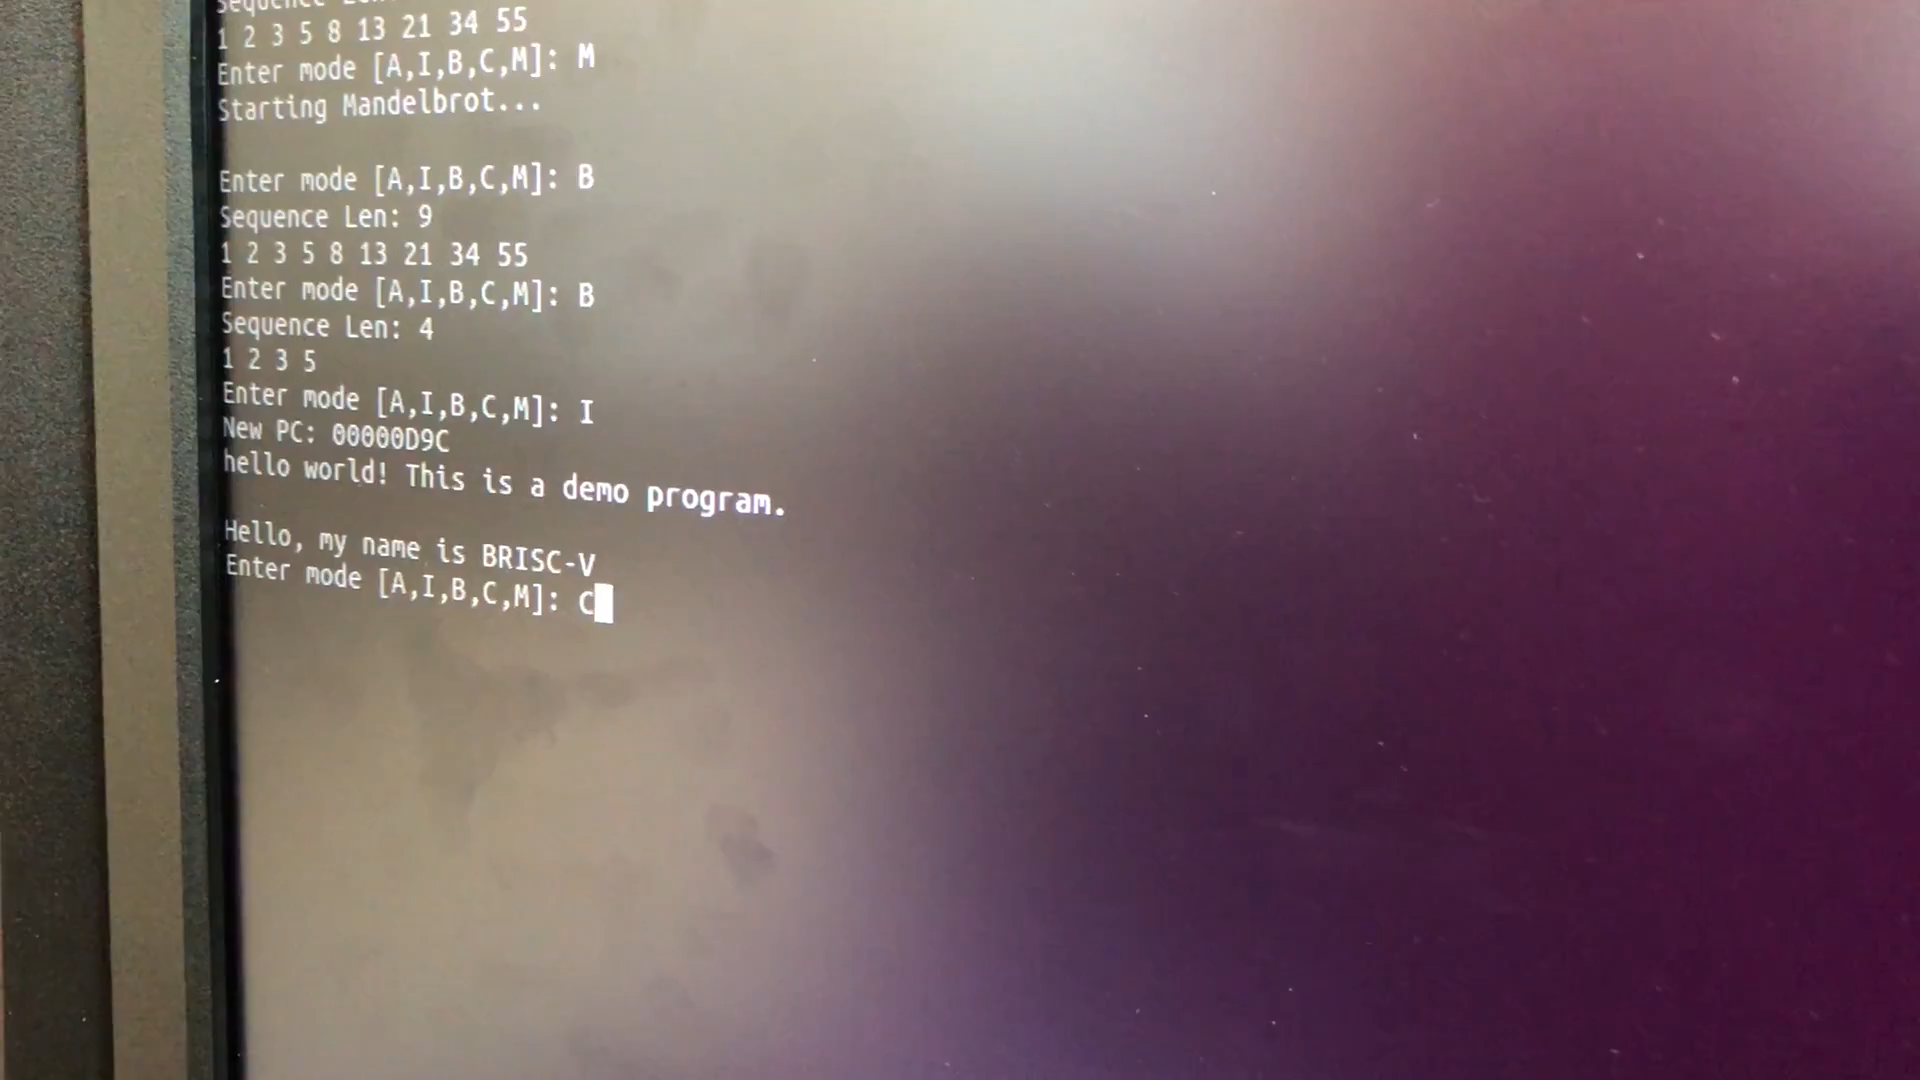 Sequence Len:
1 2 3 5 8 13 21 34 55
Enter mode [A,I,B,C,M]: M
Starting Mandelbrot...
Enter mode [A,I,B,C,M]: B
Sequence Len: 9
1 2 3 5 8 13 21 34 55
Enter mode [A,I,B,C,M]: B
Sequence Len: 4
1 2 3 5
Enter mode [A,I,B,C,M]: I
New PC: 00000D9C
hello world! This is a demo program.
Hello, my name is BRISC-V
Enter mode [A,I,B,C,M]: C